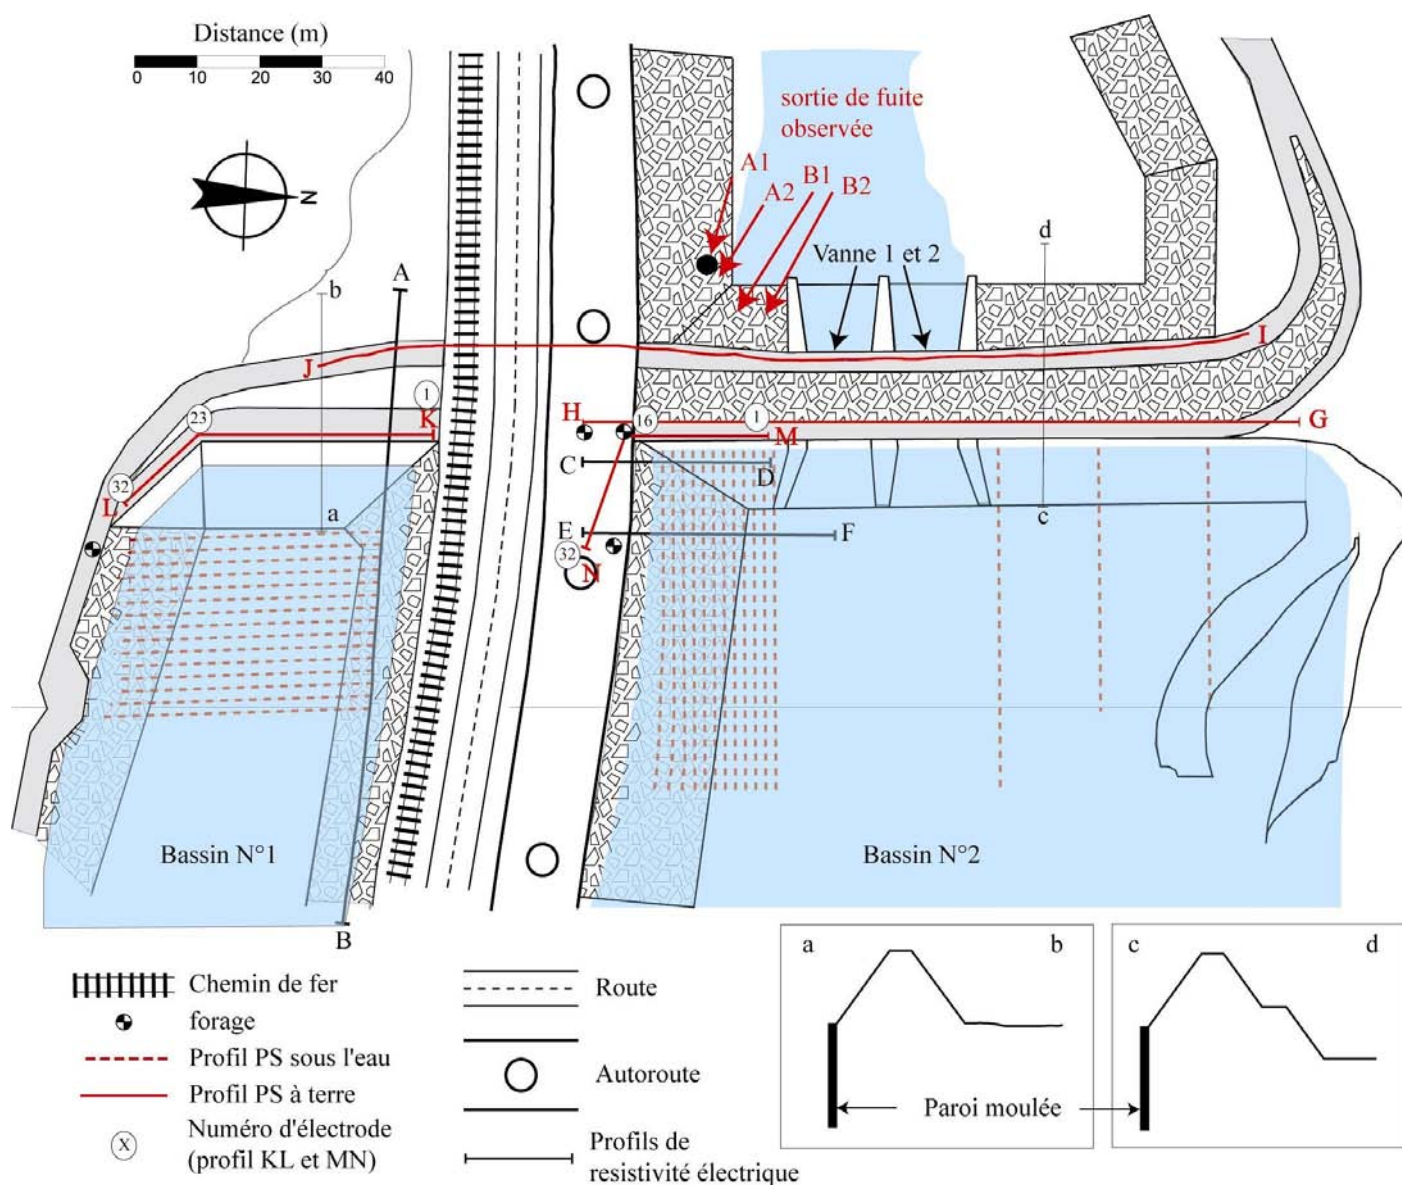 Distance (m)
0 10 20 30 40
N
sortie de fuite
observée
A1
A2
B1
B2
Vanne 1 et 2
d
b
A
J
I
1
23
K
H
16
1
M
G
C
D
32
L
a
c
E
F
32
N
Bassin N°1
Bassin N°2
B
a b
c d
Paroi moulée
Chemin de fer
forage
Profil PS sous l'eau
Profil PS à terre
X
Numéro d'électrode
(profil KL et MN)
Route
Autoroute
Profils de
resistivité électrique